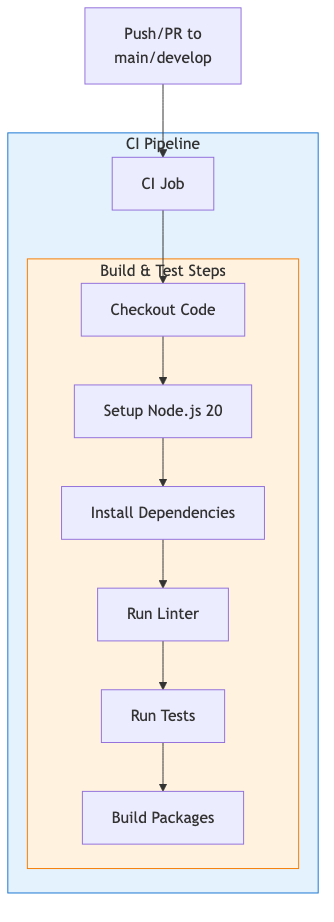 Push/PR to
main/develop
CI Pipeline
CI Job
Build & Test Steps
Checkout Code
Setup Node.js 20
Install Dependencies
Run Linter
Run Tests
Build Packages